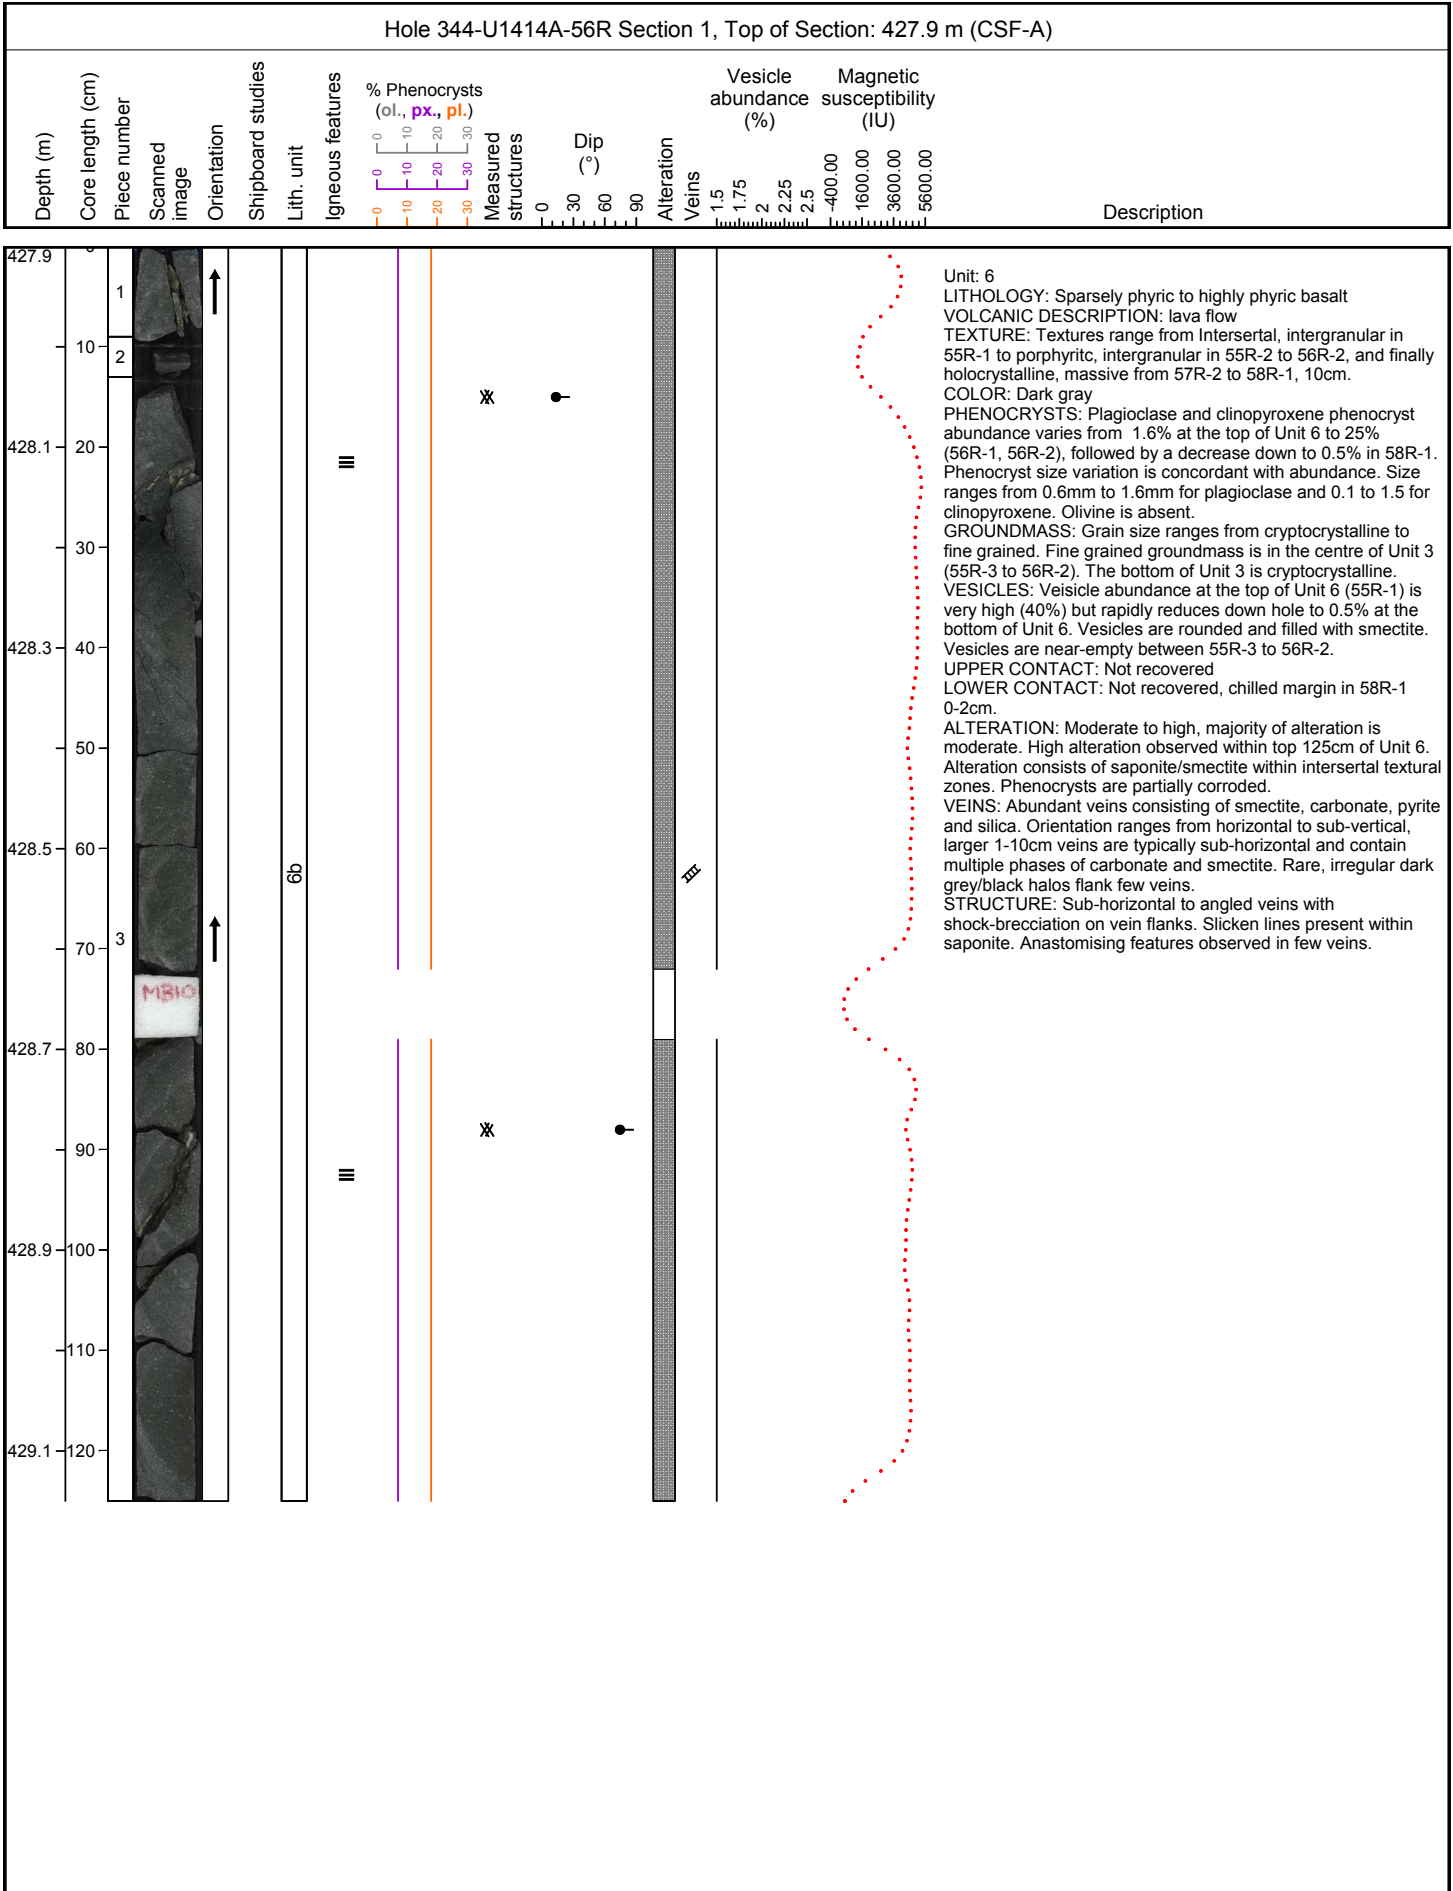 Hole 344-U1414A-56R Section 1, Top of Section: 427.9 m (CSF-A)
Depth (m)
Core length (cm)
Piece number
Scanned
image
Orientation
Shipboard studies
Lith. unit
Igneous features
% Phenocrysts
(ol., px., pl.)
0 10 20 30
0 10 20 30
0 10 20 30
Measured
structures
Dip
(°)
0 30 60 90
Alteration
Veins
Vesicle
abundance
(%)
1.5 1.75 2 2.25 2.5
Magnetic
susceptibility
(IU)
-400.00 1600.00 3600.00 5600.00
Description
427.9
428.1
428.3
428.5
428.7
428.9
429.1
0
10
20
30
40
50
60
70
80
90
100
110
120
1
2
3
MB10
6b
Unit: 6
LITHOLOGY: Sparsely phyric to highly phyric basalt
VOLCANIC DESCRIPTION: lava flow
TEXTURE: Textures range from Intersertal, intergranular in
55R-1 to porphyritc, intergranular in 55R-2 to 56R-2, and finally
holocrystalline, massive from 57R-2 to 58R-1, 10cm.
COLOR: Dark gray
PHENOCRYSTS: Plagioclase and clinopyroxene phenocryst
abundance varies from 1.6% at the top of Unit 6 to 25%
(56R-1, 56R-2), followed by a decrease down to 0.5% in 58R-1.
Phenocryst size variation is concordant with abundance. Size
ranges from 0.6mm to 1.6mm for plagioclase and 0.1 to 1.5 for
clinopyroxene. Olivine is absent.
GROUNDMASS: Grain size ranges from cryptocrystalline to
fine grained. Fine grained groundmass is in the centre of Unit 3
(55R-3 to 56R-2). The bottom of Unit 3 is cryptocrystalline.
VESICLES: Veisicle abundance at the top of Unit 6 (55R-1) is
very high (40%) but rapidly reduces down hole to 0.5% at the
bottom of Unit 6. Vesicles are rounded and filled with smectite.
Vesicles are near-empty between 55R-3 to 56R-2.
UPPER CONTACT: Not recovered
LOWER CONTACT: Not recovered, chilled margin in 58R-1
0-2cm.
ALTERATION: Moderate to high, majority of alteration is
moderate. High alteration observed within top 125cm of Unit 6.
Alteration consists of saponite/smectite within intersertal textural
zones. Phenocrysts are partially corroded.
VEINS: Abundant veins consisting of smectite, carbonate, pyrite
and silica. Orientation ranges from horizontal to sub-vertical,
larger 1-10cm veins are typically sub-horizontal and contain
multiple phases of carbonate and smectite. Rare, irregular dark
grey/black halos flank few veins.
STRUCTURE: Sub-horizontal to angled veins with
shock-brecciation on vein flanks. Slicken lines present within
saponite. Anastomising features observed in few veins.